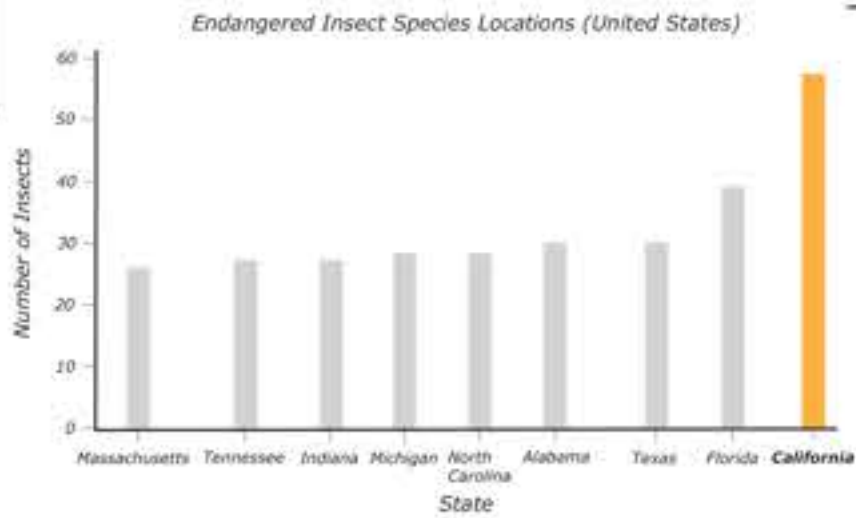 Endangered Insect Species Locations (United States)
60
50
40
30
20
10
0
Number of Insects
Massachusetts Tennessee Indiana Michigan North Alabama Texas Florida California
Carolina
State